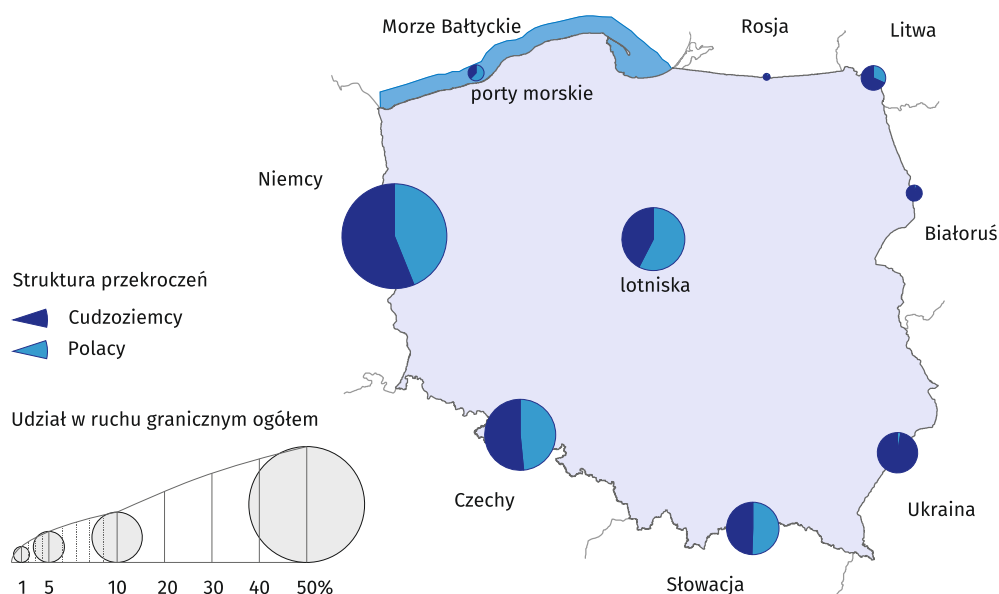 Morze Bałtyckie
Rosja
Litwa
porty morskie
Niemcy
Białoruś
lotniska
Struktura przekroczeń
Cudzoziemcy
Polacy
Udział w ruchu granicznym ogółem
Czechy
Ukraina
Słowacja
1 5 10 20 30 40 50%